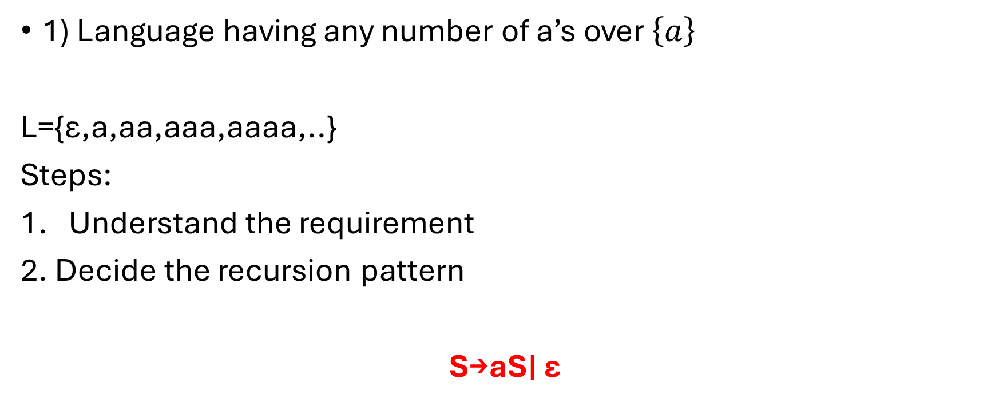 • 1) Language having any number of a’s over {𝑎}
L={ε,a,aa,aaa,aaaa,..}
Steps:
1. Understand the requirement
2. Decide the recursion pattern
S→aS| ε